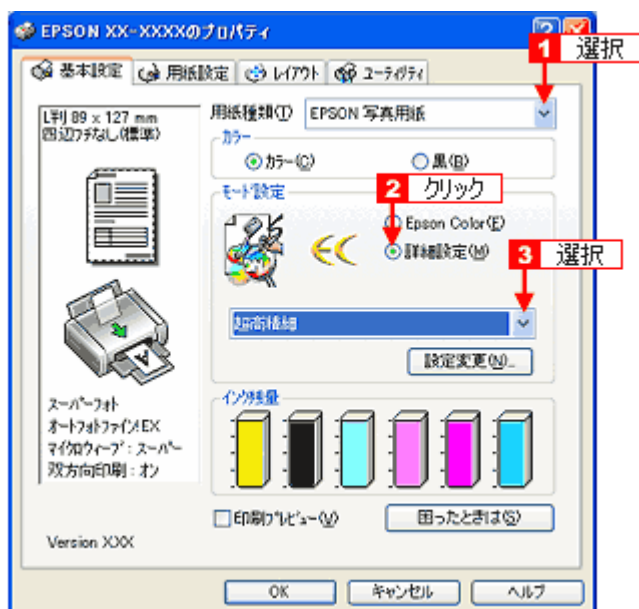 EPSON XX-XXXXのプロパティ
1 選択
基本設定 用紙設定 レイアウト ユーティリティ
L判 89 x 127 mm
四辺フチなし(標準)
用紙種類(T) EPSON 写真用紙
カラー
カラー(C) 黒(B)
2 クリック
モード設定
Epson Color(E)
EC
詳細設定(M)
3 選択
超高精細
設定変更(N)...
スーパーフォト
オートフォトファイン!EX
マイクロウィーブ : スーパー
双方向印刷 : オン
インク残量
印刷プレビュー(V) 困ったときは(S)
Version XXX
OK キャンセル ヘルプ